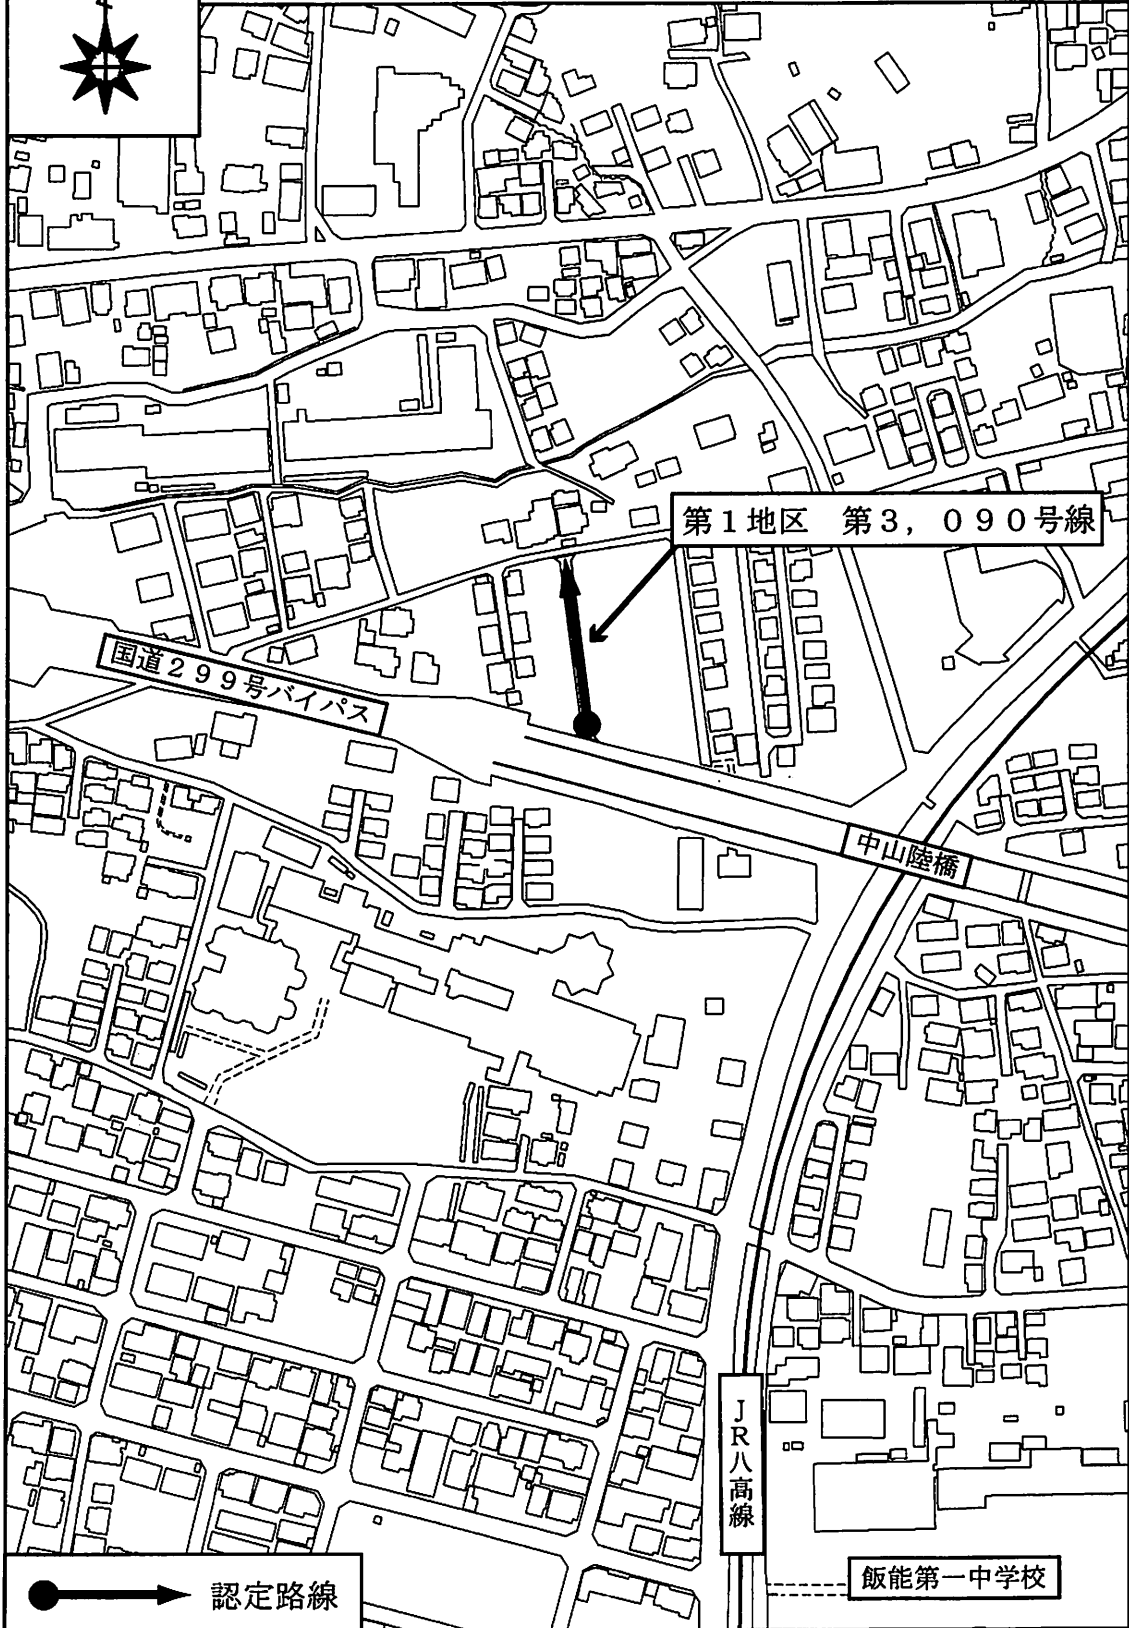 第１地区　第３，０９０号線
国道２９９号バイパス
中山陸橋
ＪＲ八高線
飯能第一中学校
認定路線